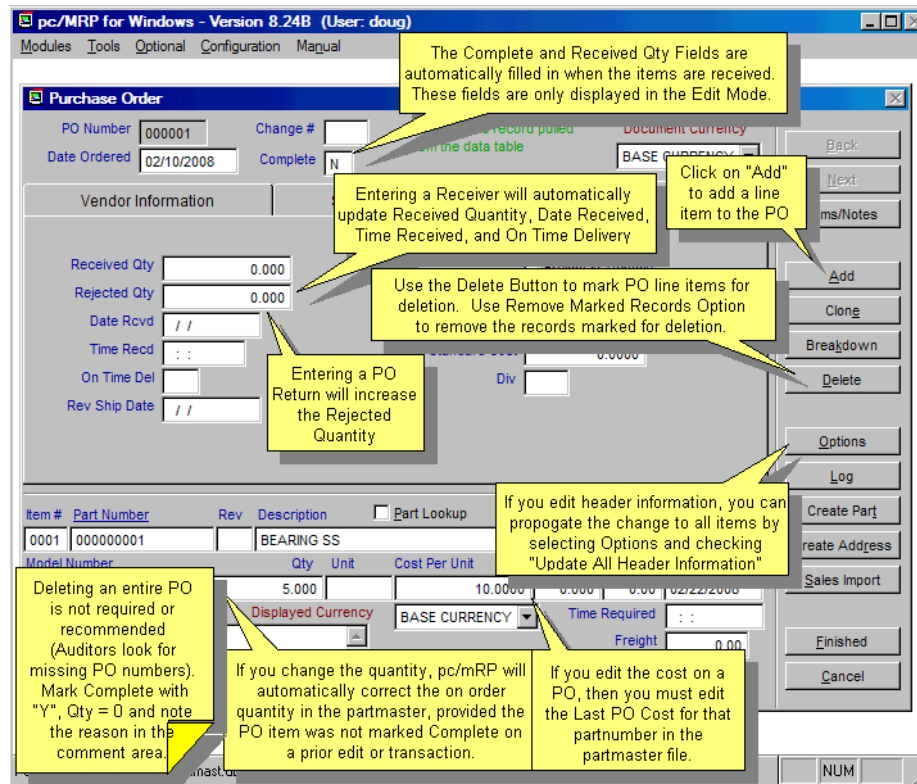 pc/MRP for Windows - Version 8.24B (User: doug)
Modules Tools Optional Configuration Manual
The Complete and Received Qty Fields are
automatically filled in when the items are received.
These fields are only displayed in the Edit Mode.
Purchase Order
PO Number 000001 Change # record pulled Document Currency
Date Ordered 02/10/2008 Complete N the data table BASE CURRENCY
Back
Next
Click on "Add"
to add a line
item to the PO
Vendor Information
Entering a Receiver will automatically
update Received Quantity, Date Received,
Time Received, and On Time Delivery
ms/Notes
Received Qty 0.000
Rejected Qty 0.000
Date Rcvd / /
Time Recd : :
On Time Del
Rev Ship Date / /
Use the Delete Button to mark PO line items for
deletion. Use Remove Marked Records Option
to remove the records marked for deletion.
0.0000
Div
Entering a PO
Return will increase
the Rejected
Quantity
Add
Clone
Breakdown
Delete
Options
Log
Create Part
reate Address
Sales Import
Finished
Cancel
If you edit header information, you can
propogate the change to all items by
selecting Options and checking
"Update All Header Information"
Item # Part Number Rev Description Part Lookup
0001 000000001 BEARING SS
Model Number Qty Unit Cost Per Unit
5.000 10.0000 0.000 0.00 02/22/2008
Displayed Currency BASE CURRENCY Time Required : :
Freight 0.00
Deleting an entire PO
is not required or
recommended
(Auditors look for
missing PO numbers).
Mark Complete with
"Y", Qty = 0 and note
the reason in the
comment area.
If you change the quantity, pc/mRP will
automatically correct the on order
quantity in the partmaster, provided the
PO item was not marked Complete on
a prior edit or transaction.
If you edit the cost on a
PO, then you must edit
the Last PO Cost for that
partnumber in the
partmaster file.
NUM